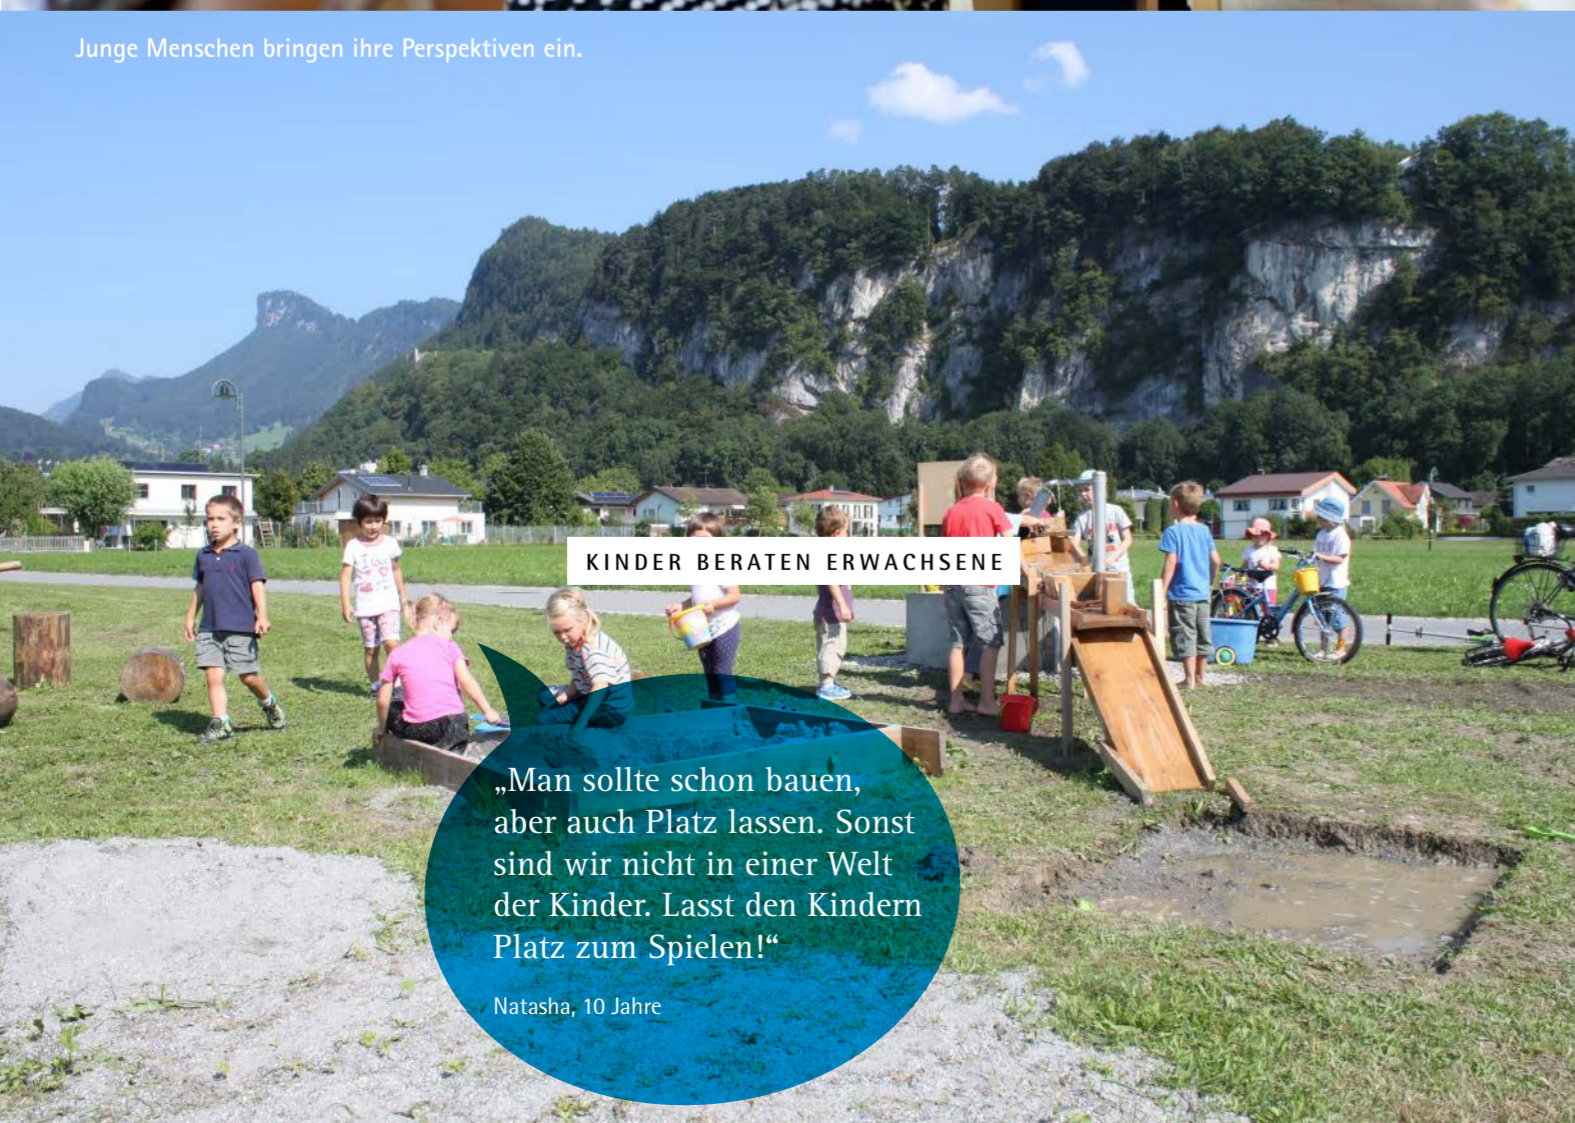 Junge Menschen bringen ihre Perspektiven ein.
KINDER BERATEN ERWACHSENE
„Man sollte schon bauen,
aber auch Platz lassen. Sonst
sind wir nicht in einer Welt
der Kinder. Lasst den Kindern
Platz zum Spielen!“
Natasha, 10 Jahre